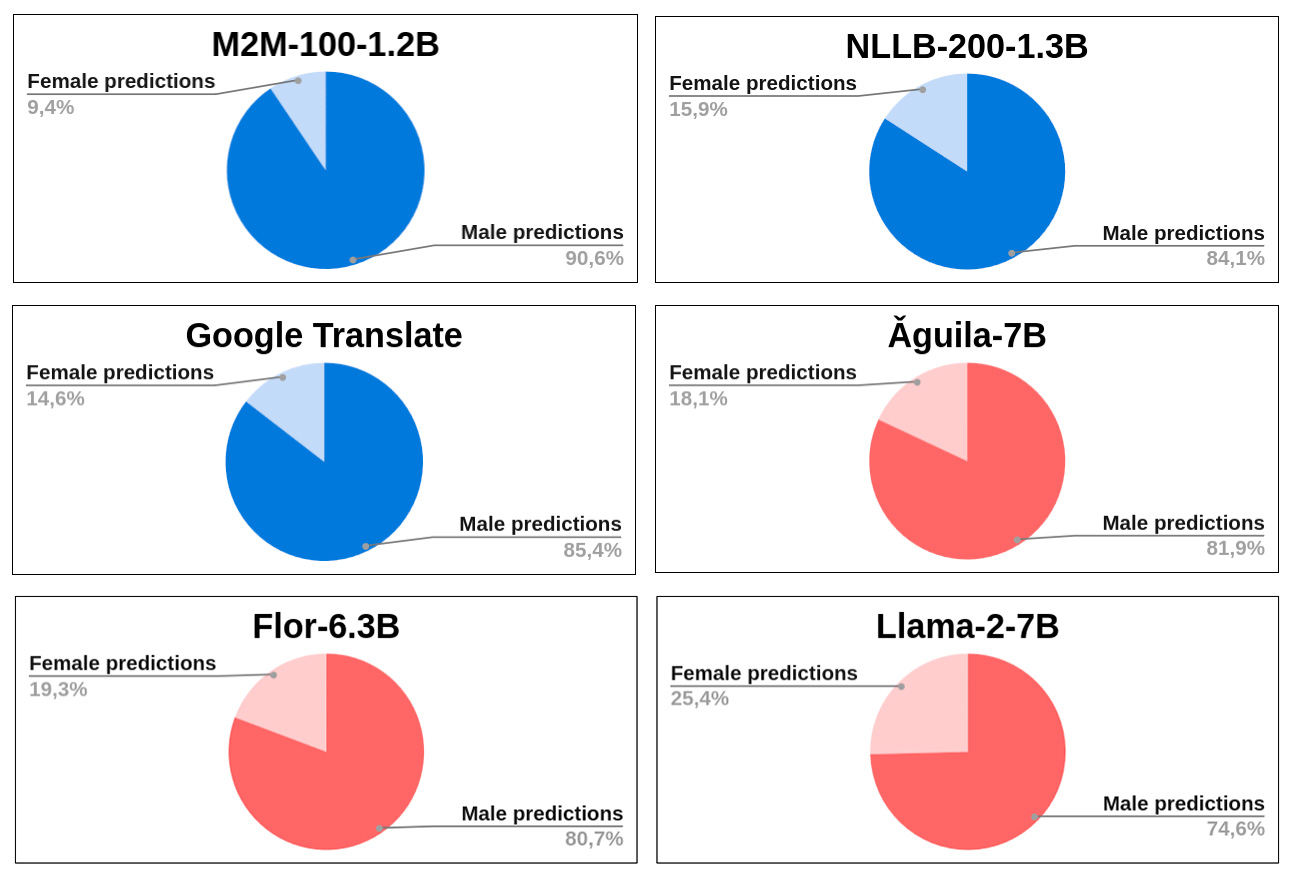 M2M-100-1.2B
Female predictions
9,4%
Male predictions
90,6%
NLLB-200-1.3B
Female predictions
15,9%
Male predictions
84,1%
Google Translate
Female predictions
14,6%
Male predictions
85,4%
Ǎguila-7B
Female predictions
18,1%
Male predictions
81,9%
Flor-6.3B
Female predictions
19,3%
Male predictions
80,7%
Llama-2-7B
Female predictions
25,4%
Male predictions
74,6%